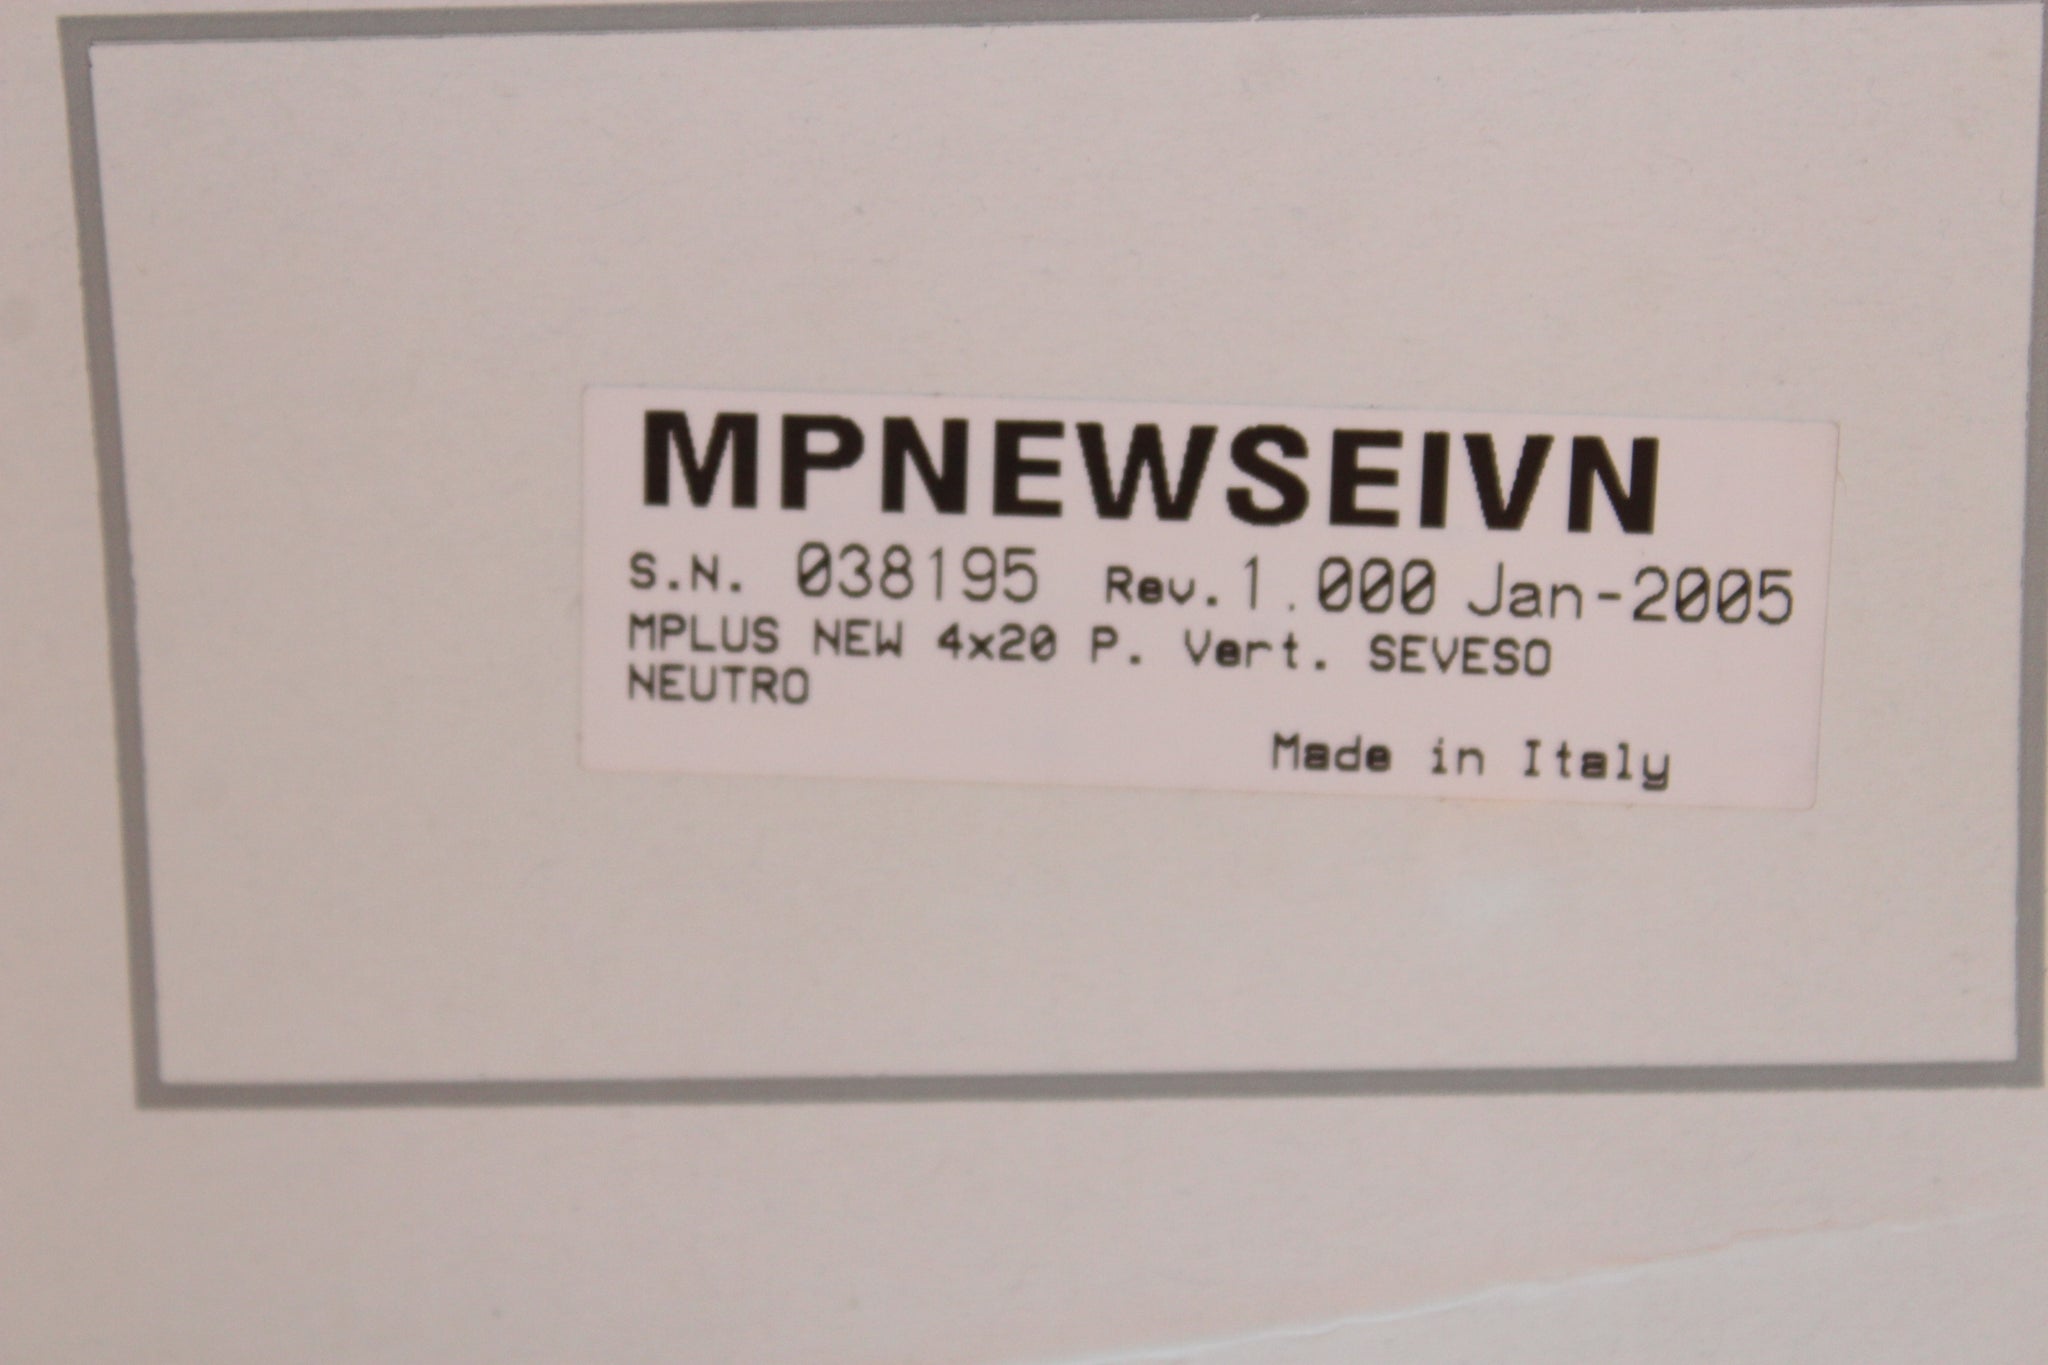 MPNEWSEIVN
S.N. 038195 Rev.1.000 Jan-2005
MPLUS NEW 4x20 P. Vert. SEVESO
NEUTRO
Made in Italy